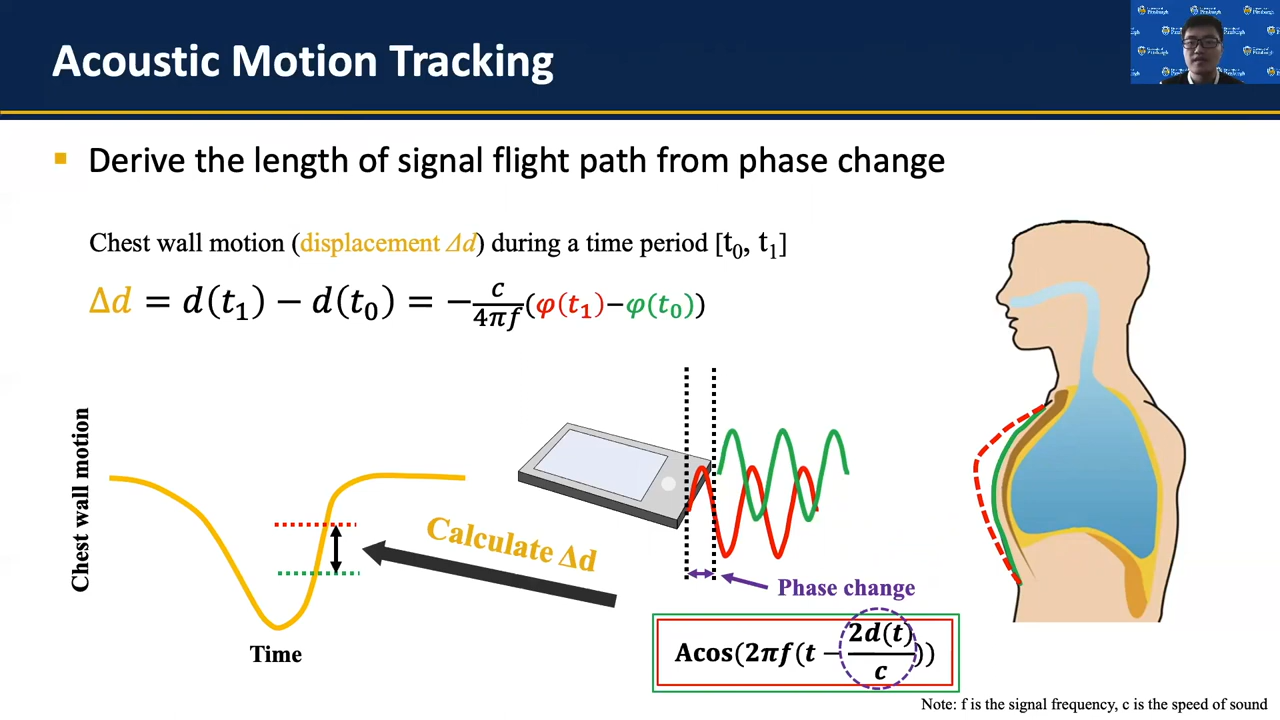 Acoustic Motion Tracking
Derive the length of signal flight path from phase change
Chest wall motion (displacement Δd) during a time period [t₀, t₁]
Δd = d(t₁) − d(t₀) = −c/4πf(φ(t₁)−φ(t₀))
Chest wall motion
Calculate Δd
Phase change
Time
Acos(2πf(t − 2d(t)/c))
Note: f is the signal frequency, c is the speed of sound